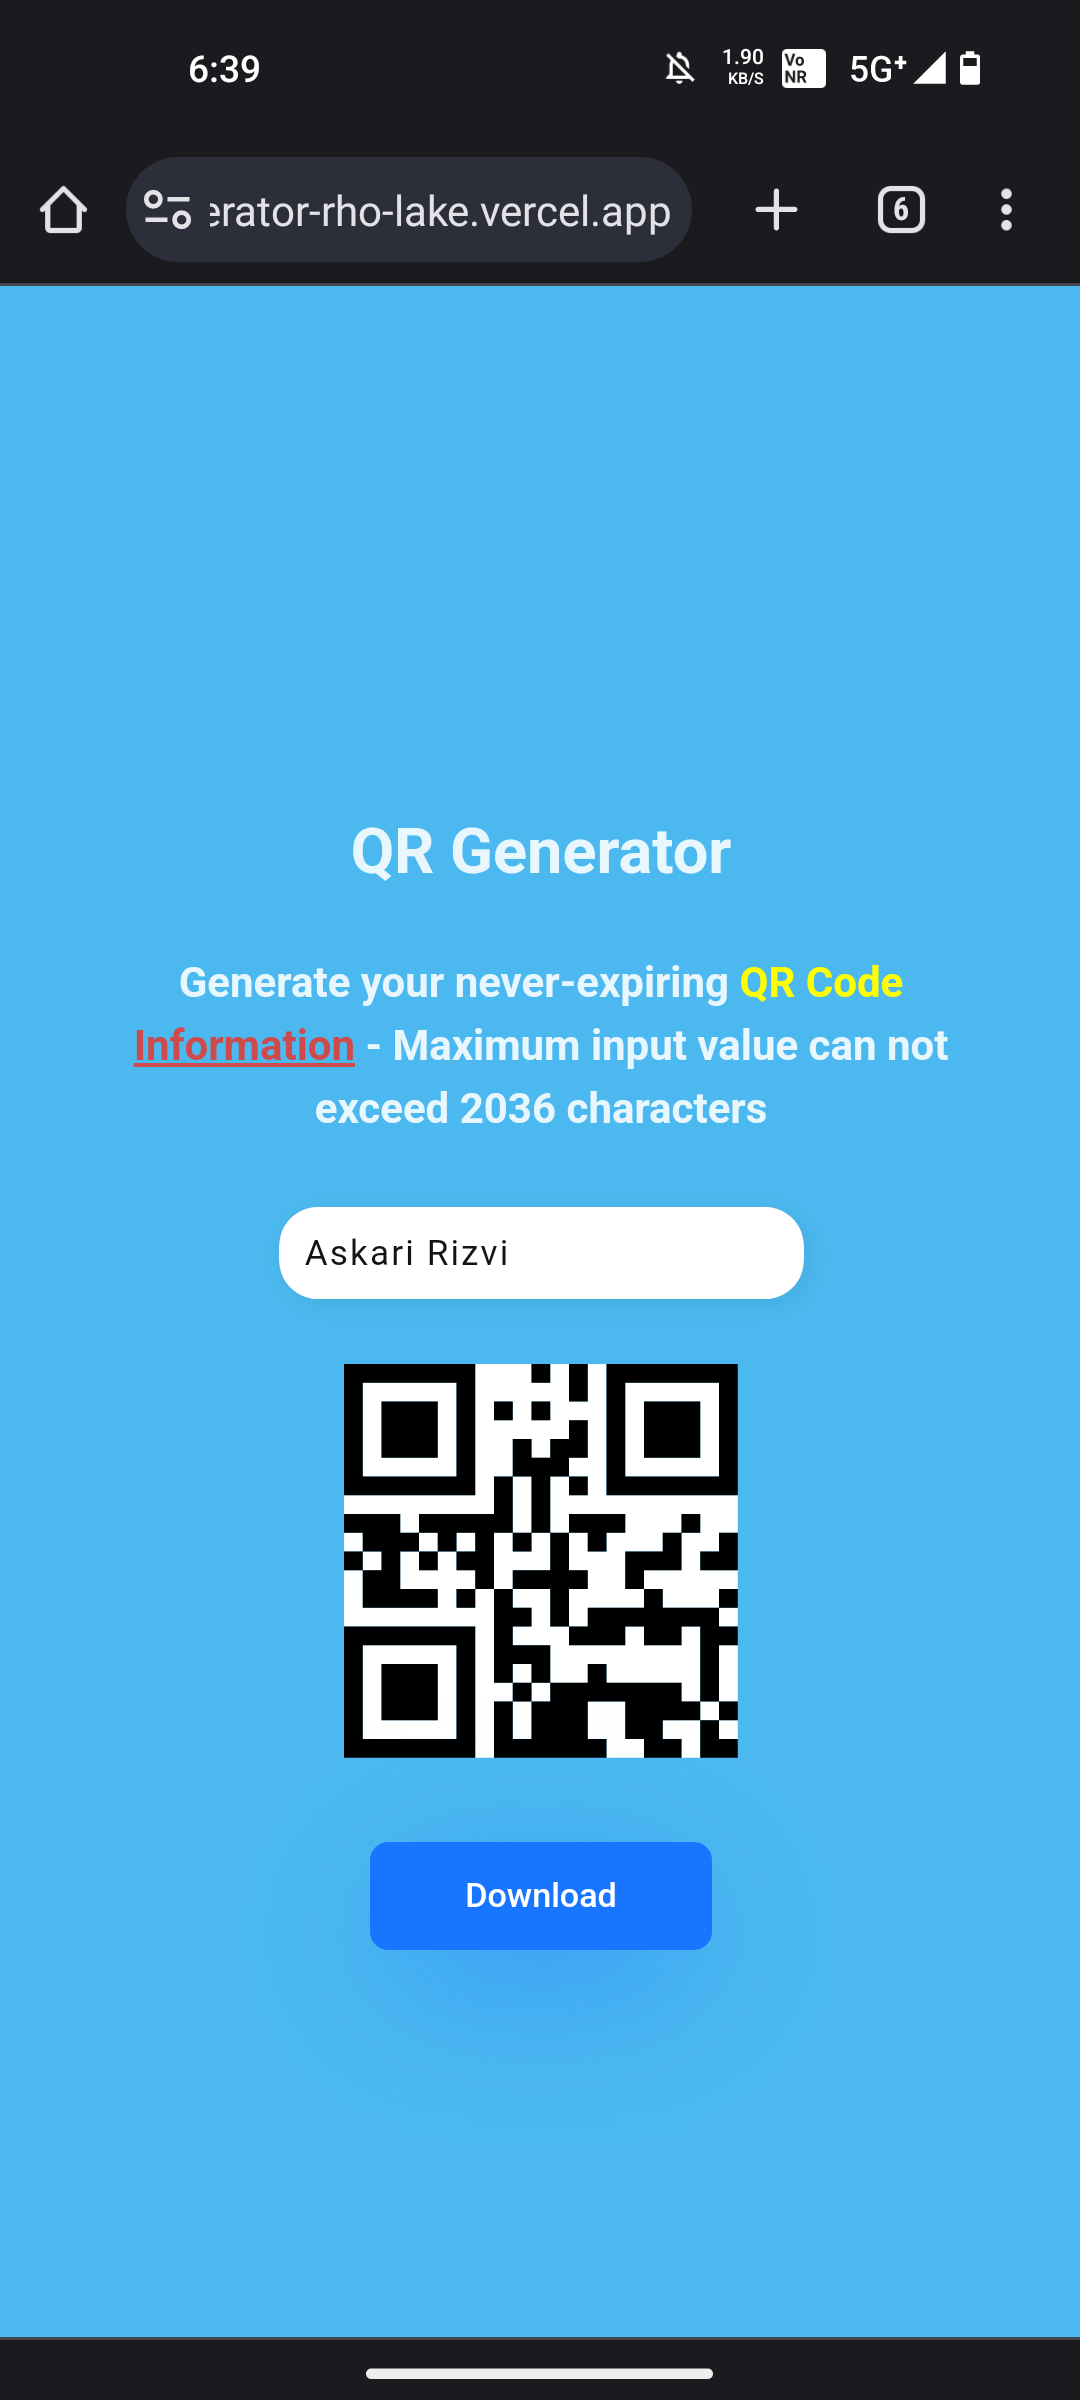 6:39
1.90
KB/S
Vo
NR
5G+
erator-rho-lake.vercel.app
6
QR Generator
Generate your never-expiring QR Code
Information - Maximum input value can not
exceed 2036 characters
Askari Rizvi
Download